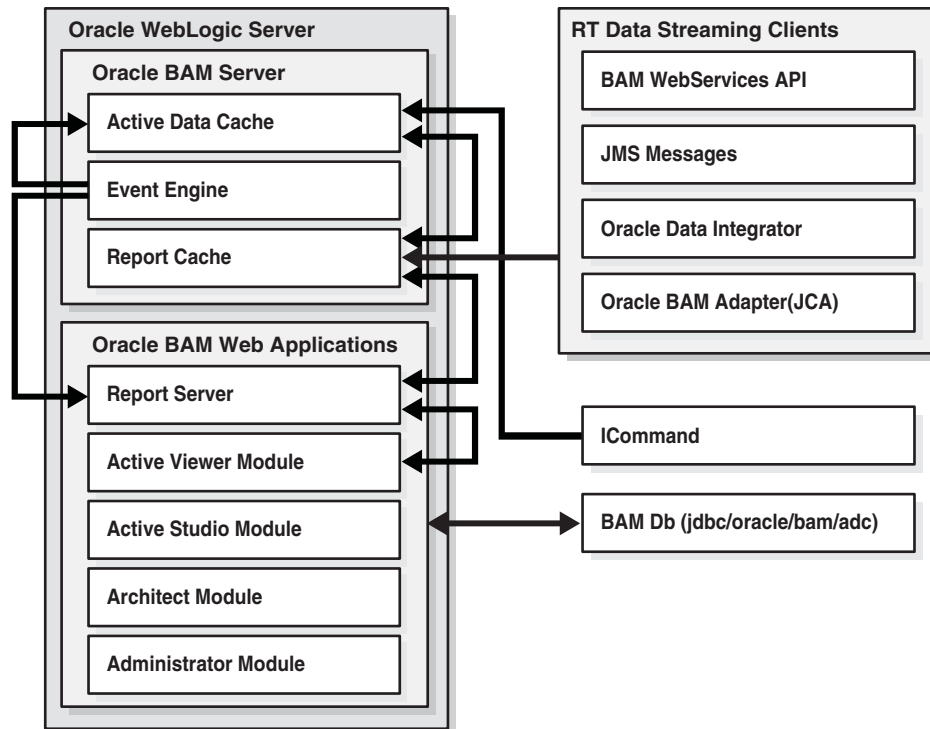 Oracle WebLogic Server
Oracle BAM Server
Active Data Cache
Event Engine
Report Cache
Oracle BAM Web Applications
Report Server
Active Viewer Module
Active Studio Module
Architect Module
Administrator Module
RT Data Streaming Clients
BAM WebServices API
JMS Messages
Oracle Data Integrator
Oracle BAM Adapter(JCA)
ICommand
BAM Db (jdbc/oracle/bam/adc)